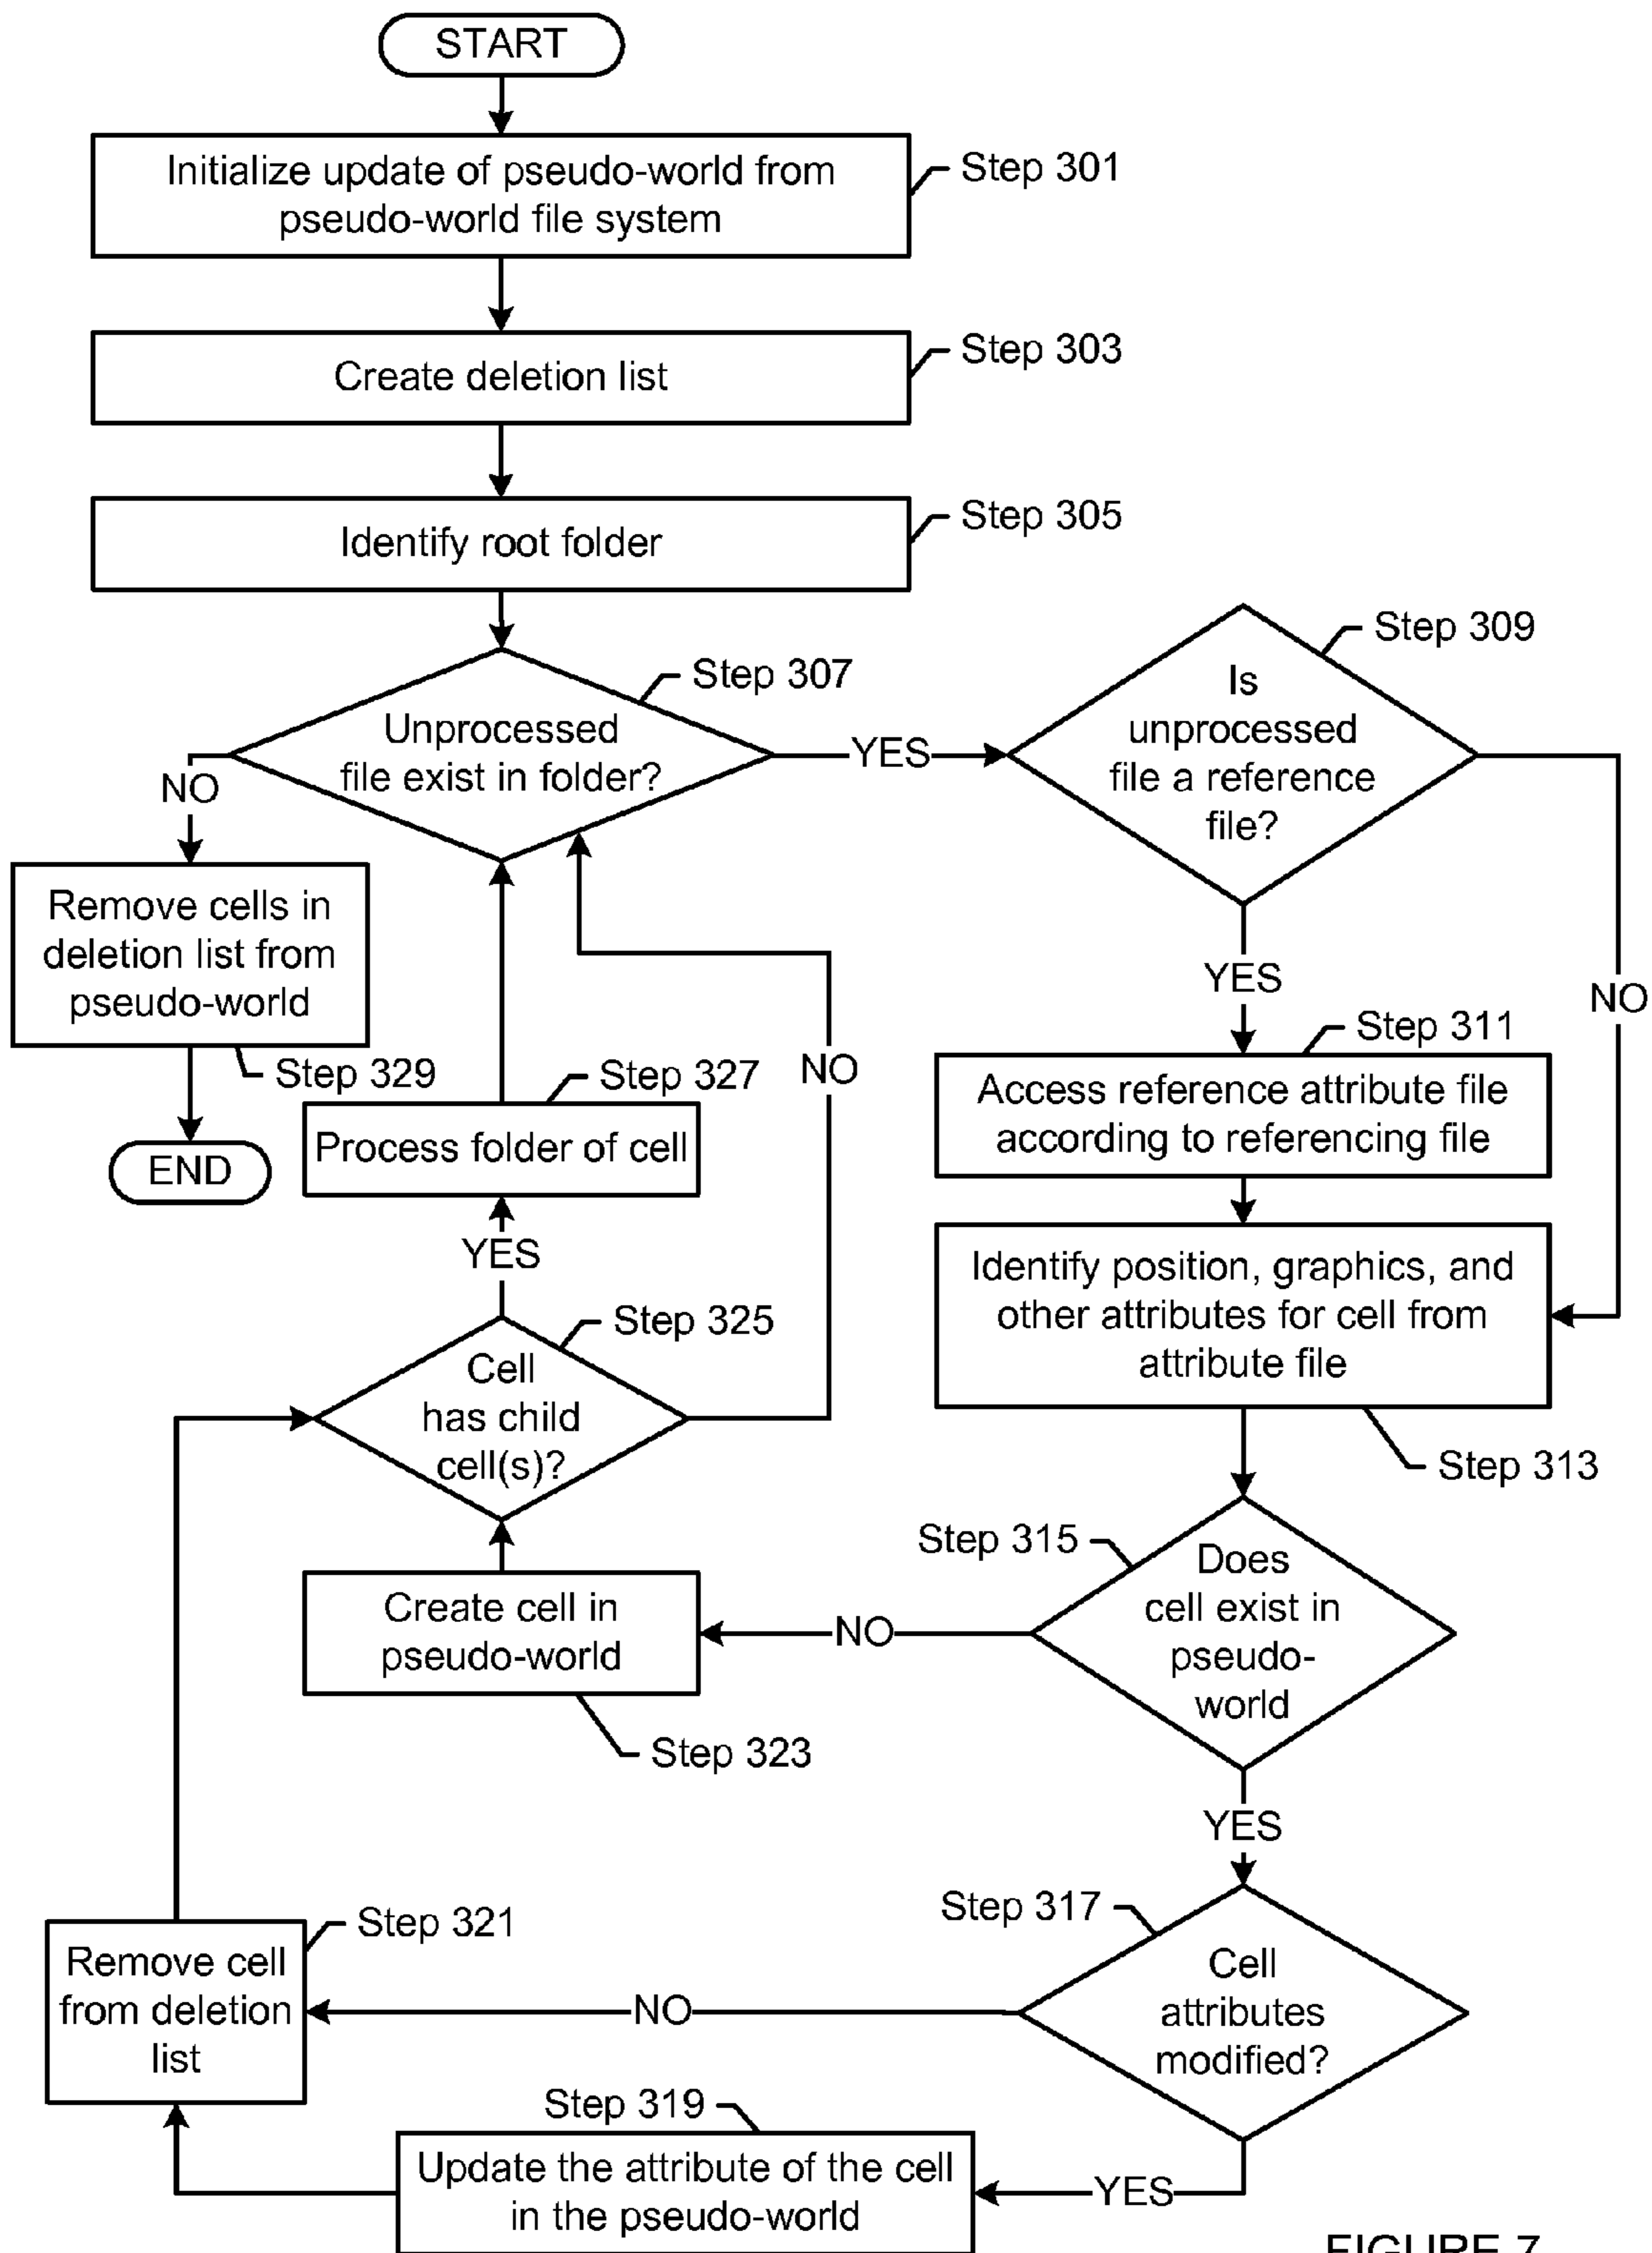 START
Initialize update of pseudo-world from
pseudo-world file system
Step 301
Create deletion list
Step 303
Identify root folder
Step 305
Unprocessed
file exist in folder?
Step 307
YES
NO
Is
unprocessed
file a reference
file?
Step 309
YES
NO
Remove cells in
deletion list from
pseudo-world
Step 329
END
Step 327
Process folder of cell
NO
YES
Step 311
Access reference attribute file
according to referencing file
Identify position, graphics, and
other attributes for cell from
attribute file
Step 313
Step 325
Cell
has child
cell(s)?
Step 315
Does
cell exist in
pseudo-
world
NO
Create cell in
pseudo-world
Step 323
YES
Step 317
Cell
attributes
modified?
NO
Step 321
Remove cell
from deletion
list
Step 319
Update the attribute of the cell
in the pseudo-world
YES
FIGURE 7